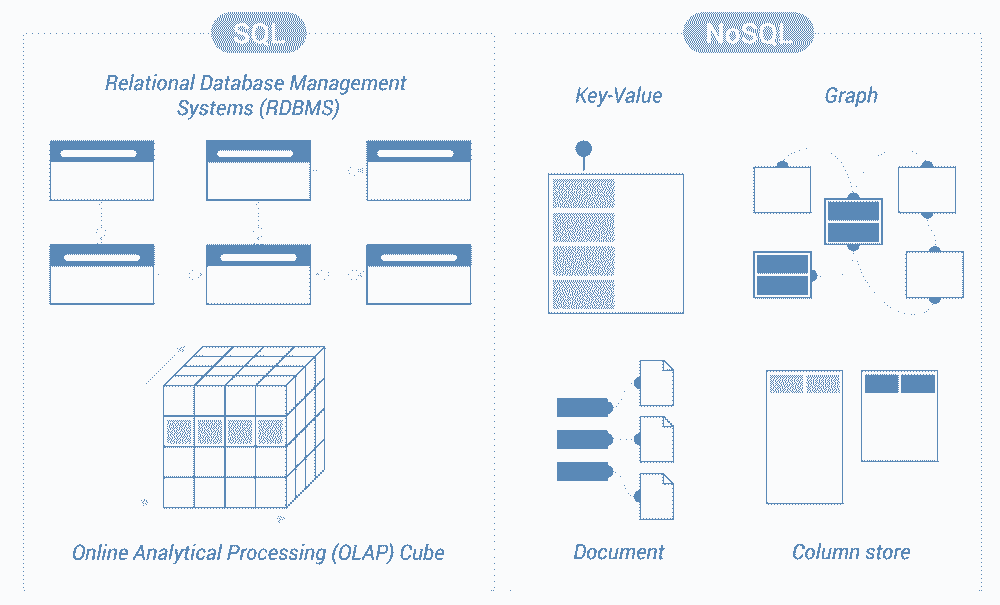 SQL
Relational Database Management
Systems (RDBMS)
Online Analytical Processing (OLAP) Cube
NoSQL
Key-Value
Graph
Document
Column store